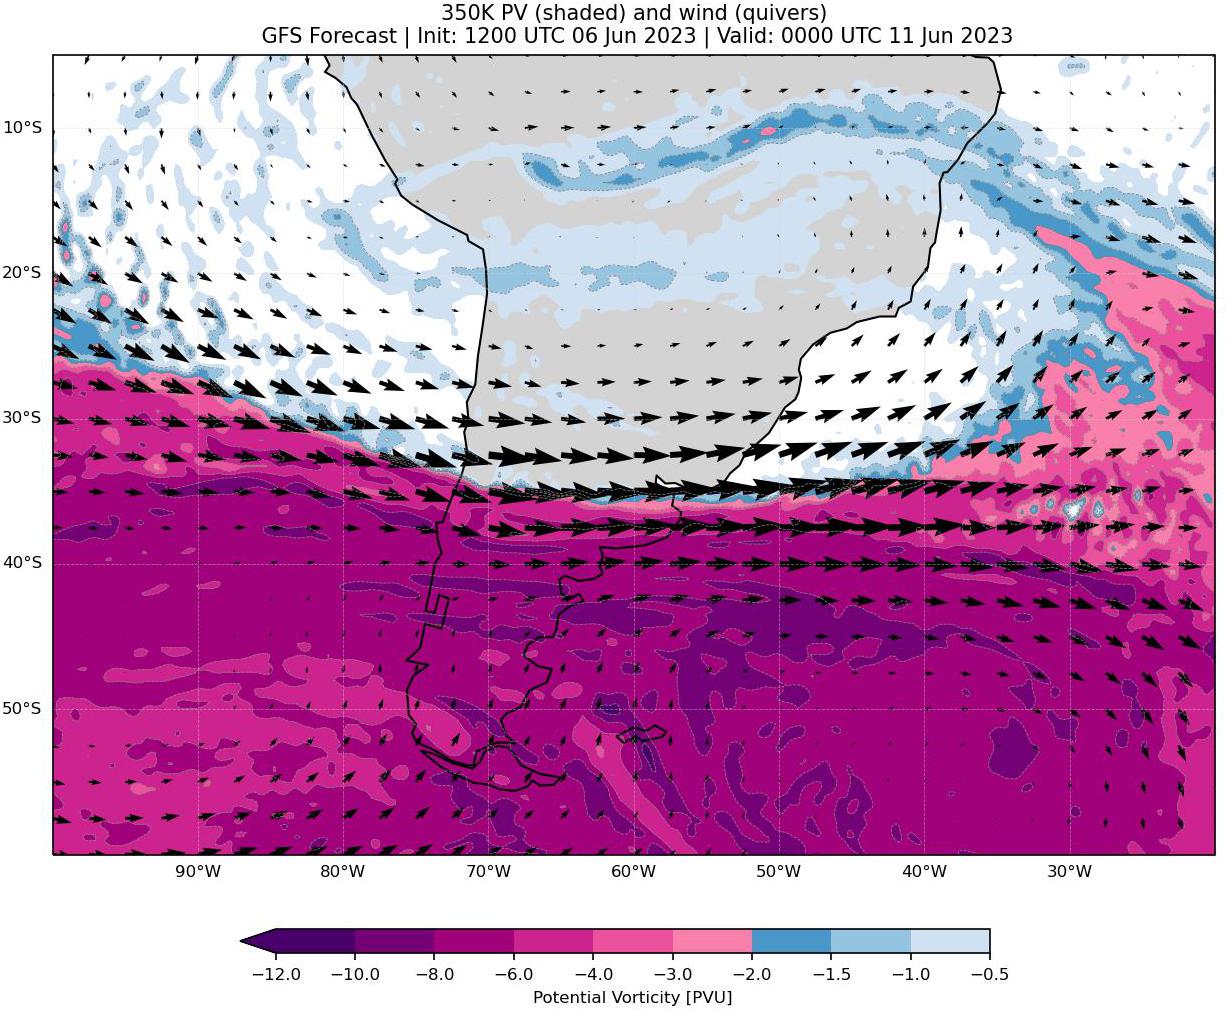 350K PV (shaded) and wind (quivers)
GFS Forecast | Init: 1200 UTC 06 Jun 2023 | Valid: 0000 UTC 11 Jun 2023
10°S
20°S
30°S
40°S
50°S
90°W 80°W 70°W 60°W 50°W 40°W 30°W
−12.0 −10.0 −8.0 −6.0 −4.0 −3.0 −2.0 −1.5 −1.0 −0.5
Potential Vorticity [PVU]